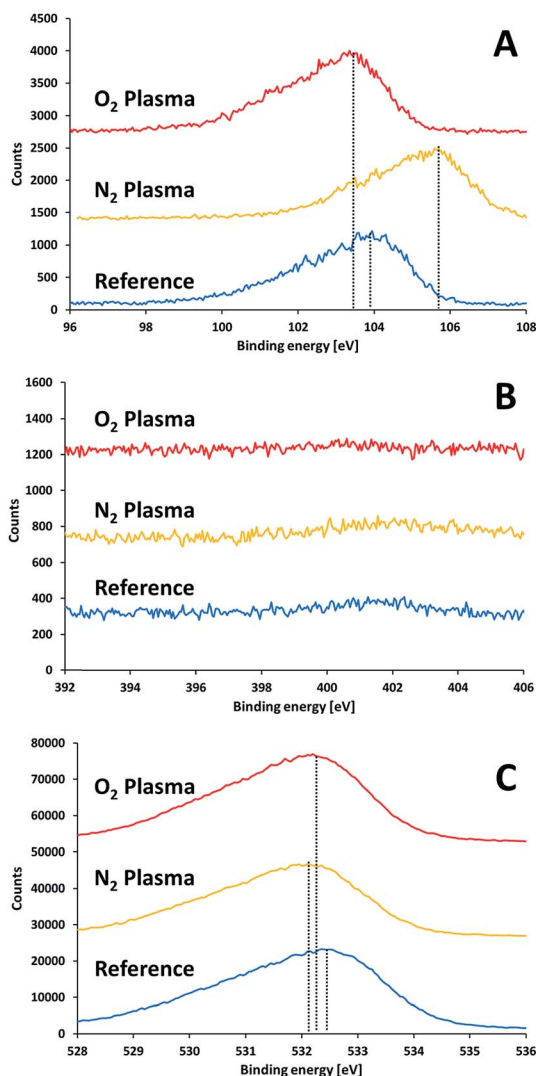 A
4500
4000
3500
3000
2500
2000
1500
1000
500
0
Counts
O₂ Plasma
N₂ Plasma
Reference
96 98 100 102 104 106 108
Binding energy [eV]
B
1600
1400
1200
1000
800
600
400
200
0
Counts
O₂ Plasma
N₂ Plasma
Reference
392 394 396 398 400 402 404 406
Binding energy [eV]
C
80000
70000
60000
50000
40000
30000
20000
10000
0
Counts
O₂ Plasma
N₂ Plasma
Reference
528 529 530 531 532 533 534 535 536
Binding energy [eV]